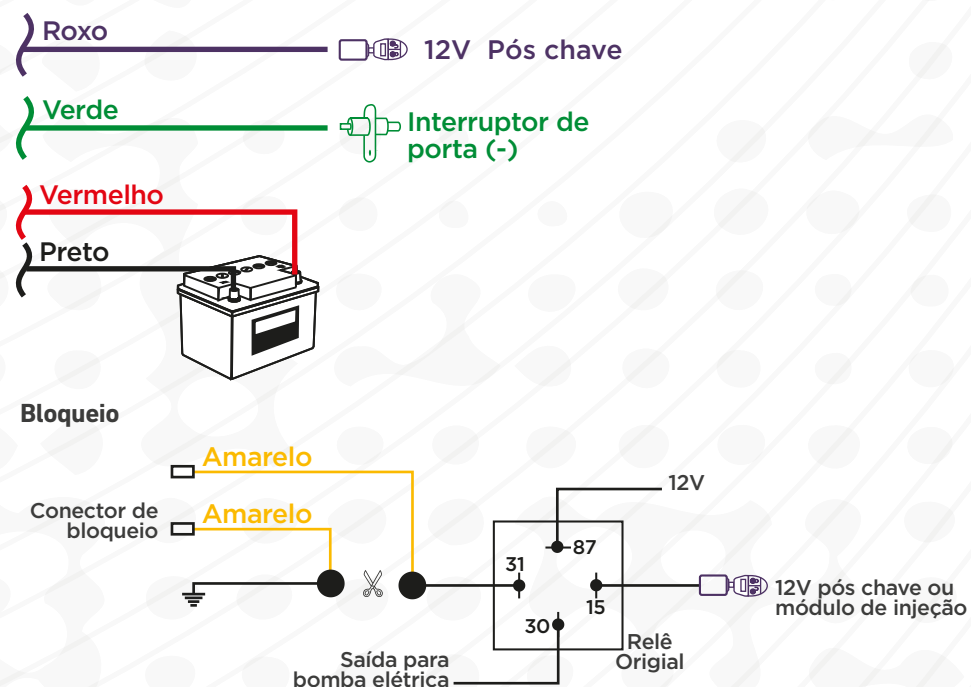 Roxo
12V Pós chave
Verde
Interruptor de
porta (-)
Vermelho
Preto
Bloqueio
Amarelo
Conector de
bloqueio
Amarelo
12V
87
31
15
30
12V pós chave ou
módulo de injeção
Relê
Origial
Saída para
bomba elétrica